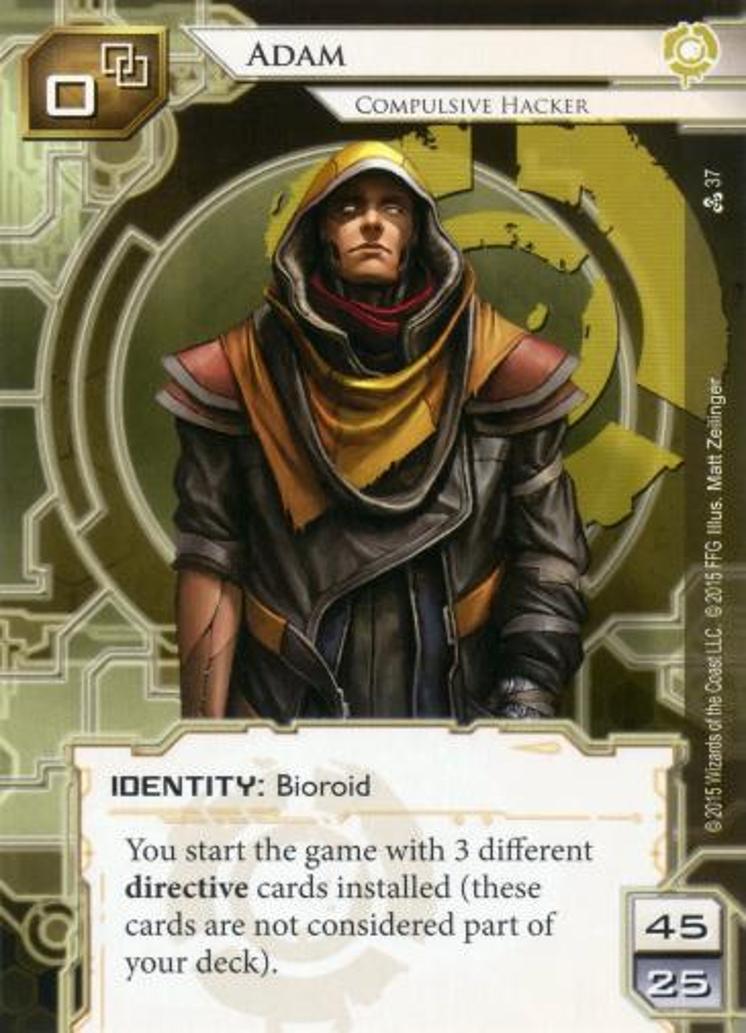 0
ADAM
COMPULSIVE HACKER
37
© 2015 Wizards of the Coast LLC. © 2015 FFG Illus. Matt Zeilinger
IDENTITY: Bioroid
You start the game with 3 different
directive cards installed (these
cards are not considered part of
your deck).
45
25